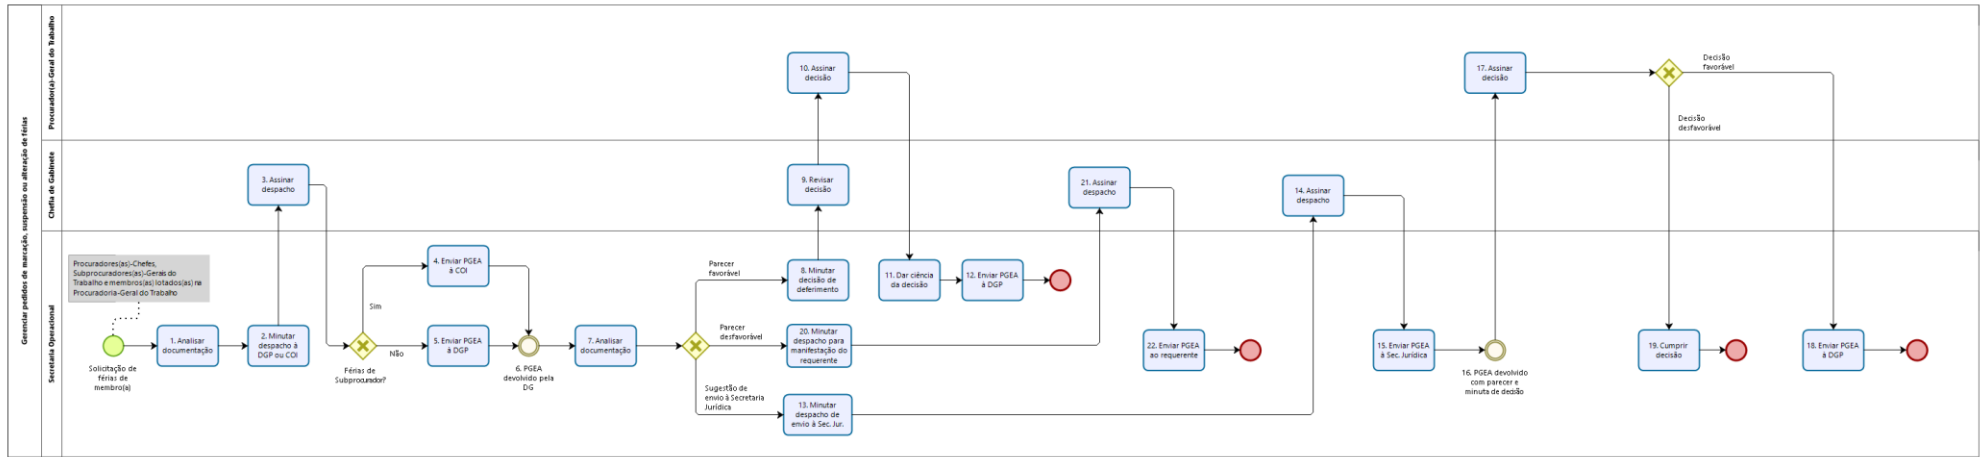 Gerenciar pedidos de marcação, suspensão ou alteração de férias
Procurador(a)-Geral do Trabalho
10. Assinar
decisão
17. Assinar
decisão
Decisão
favorável
Decisão
desfavorável
Chefia de Gabinete
3. Assinar
despacho
9. Revisar
decisão
21. Assinar
despacho
14. Assinar
despacho
Secretaria Operacional
Procuradores(as)-Chefes,
Subprocuradores(as)-Gerais do
Trabalho e membros(as) lotados(as) na
Procuradoria-Geral do Trabalho
Solicitação de
férias de
membro(a)
1. Analisar
documentação
2. Minutar
despacho à
DGP ou COI
Férias de
Subprocurador?
Sim
Não
4. Enviar PGEA
à COI
5. Enviar PGEA
à DGP
6. PGEA
devolvido pela
DG
7. Analisar
documentação
Parecer
favorável
Parecer
desfavorável
Sugestão de
envio à Secretaria
Jurídica
8. Minutar
decisão de
deferimento
20. Minutar
despacho para
manifestação do
requerente
13. Minutar
despacho de
envio à Sec. Jur.
11. Dar ciência
da decisão
12. Enviar PGEA
à DGP
22. Enviar PGEA
ao requerente
15. Enviar PGEA
à Sec. Jurídica
16. PGEA devolvido
com parecer e
minuta de decisão
19. Cumprir
decisão
18. Enviar PGEA
à DGP